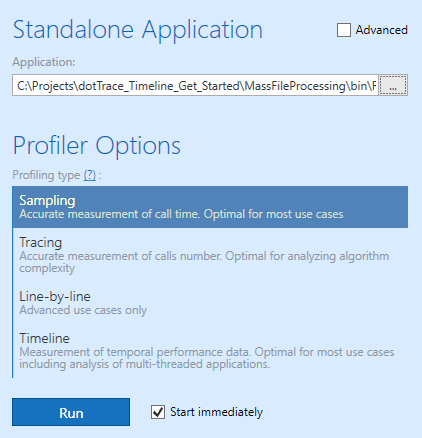 Standalone Application
Advanced
Application:
C:\Projects\dotTrace_Timeline_Get_Started\MassFileProcessing\bin\F
...
Profiler Options
Profiling type (?) :
Sampling
Accurate measurement of call time. Optimal for most use cases
Tracing
Accurate measurement of calls number. Optimal for analyzing algorithm
complexity
Line-by-line
Advanced use cases only
Timeline
Measurement of temporal performance data. Optimal for most use cases
including analysis of multi-threaded applications.
Run
Start immediately